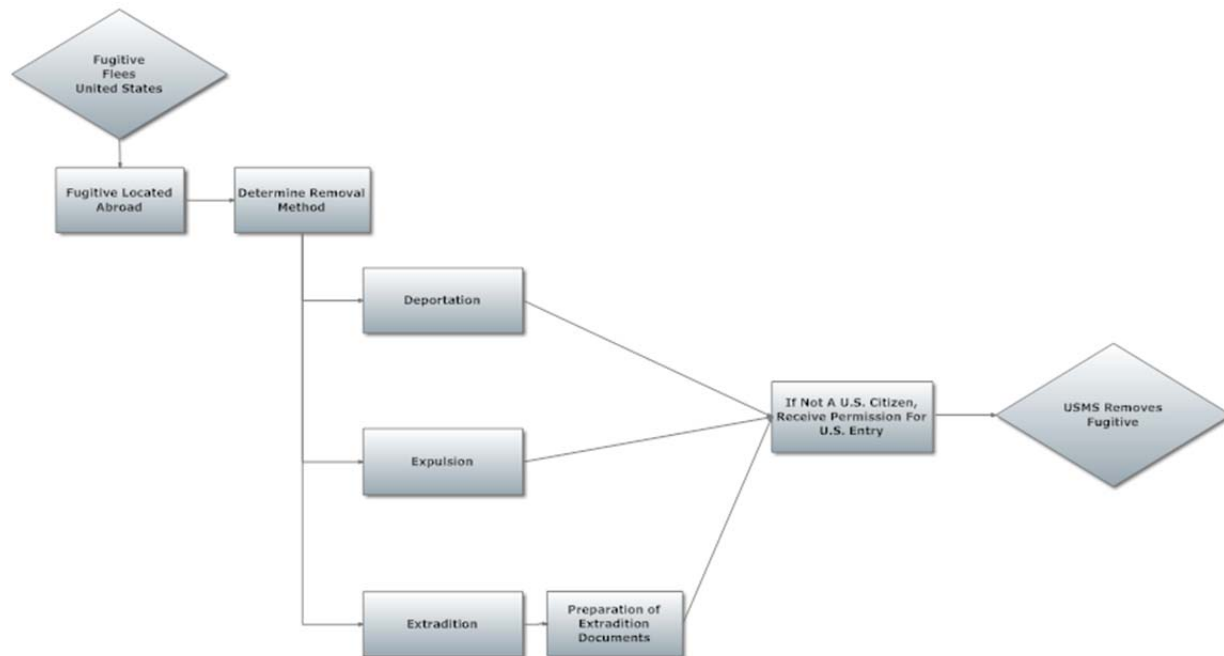 Fugitive
Flees
United States
Fugitive Located
Abroad
Determine Removal
Method
Deportation
Expulsion
Extradition
Preparation of
Extradition
Documents
If Not A U.S. Citizen,
Receive Permission For
U.S. Entry
USMS Removes
Fugitive